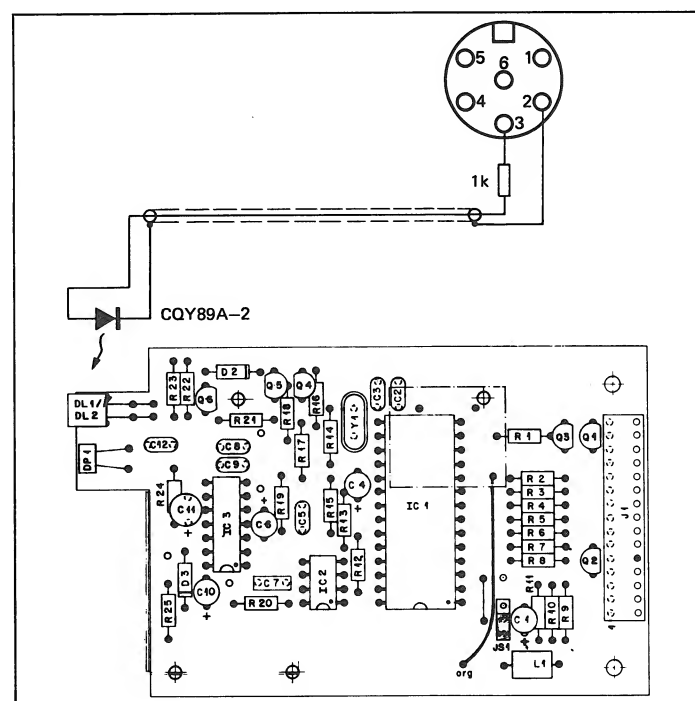 5 6 1
4 3 2
1k
CQY89A-2
DL1/
DL2
R23
R22
D2
Q6
Q5
Q4
R18
R16
R21
R17
R14
Y1
C3
C2
R1
Q3
Q1
DP1
C12
C8
C9
R24
C11
IC3
C6
R19
C5
R15
R13
C4
IC1
R2
R3
R4
R5
R6
R7
R8
J1
Q2
R12
D3
R25
C10
C7
R20
IC2
R11
R10
R9
C1
JS1
L1
org